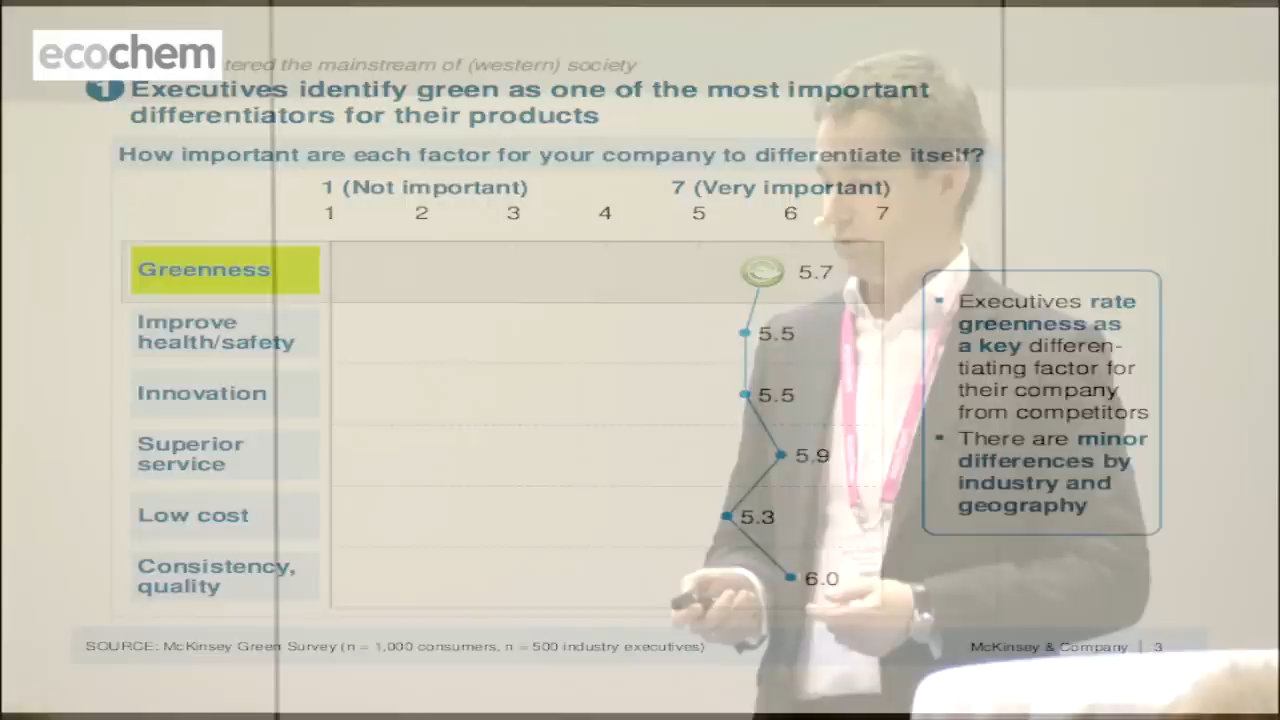 ecochem
tered the mainstream of (western) society
1 Executives identify green as one of the most important
differentiators for their products
How important are each factor for your company to differentiate itself?
1 (Not important) 7 (Very important)
1 2 3 4 5 6 7
Greenness 5.7
Improve
health/safety 5.5
Innovation 5.5
Superior
service 5.9
Low cost 5.3
Consistency,
quality 6.0
▪ Executives rate
greenness as
a key differen-
tiating factor for
their company
from competitors
▪ There are minor
differences by
industry and
geography
SOURCE: McKinsey Green Survey (n = 1,000 consumers, n = 500 industry executives)
McKinsey & Company | 3